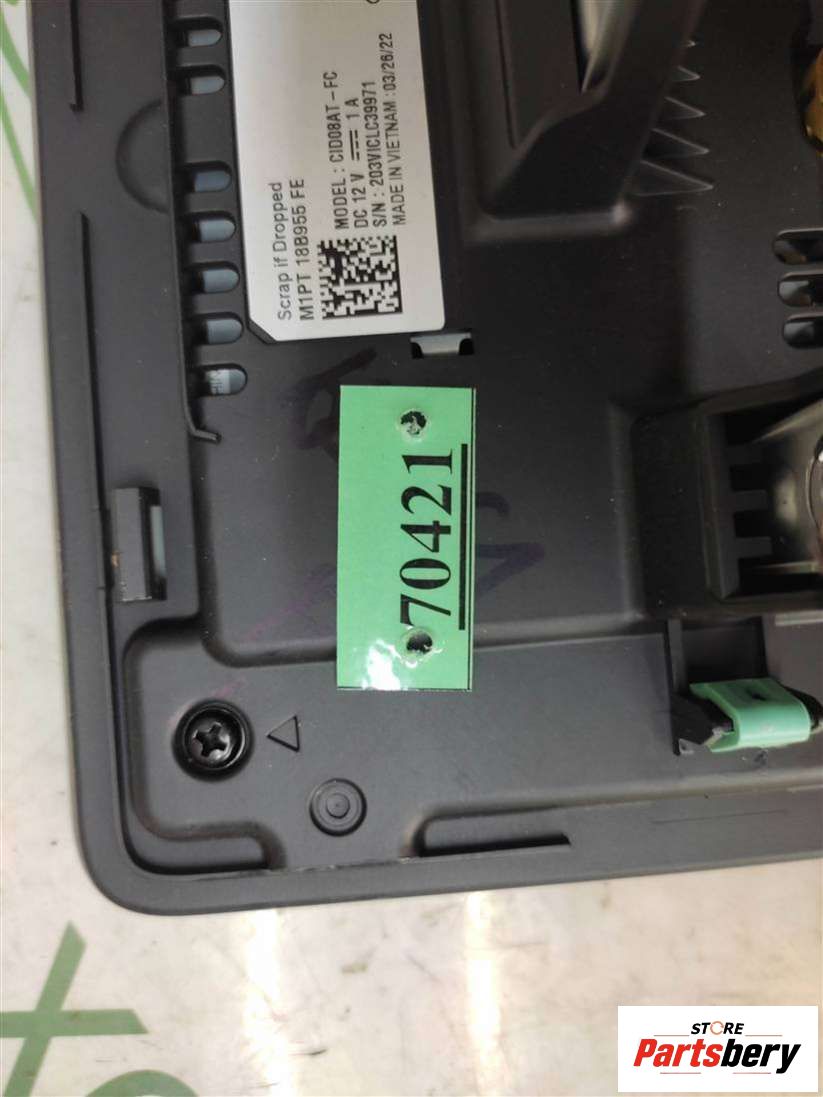 Scrap if Dropped
M1PT 18B955 FE
MODEL : CID08AT-FC
DC 12 V ⎓ 1 A
S/N : 203VICLC39971
MADE IN VIETNAM :03/26/22
70421
STORE
Partsbery